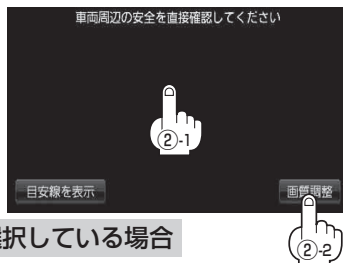 車両周辺の安全を直接確認してください
②-1
目安線を表示
画質調整
択している場合
②-2